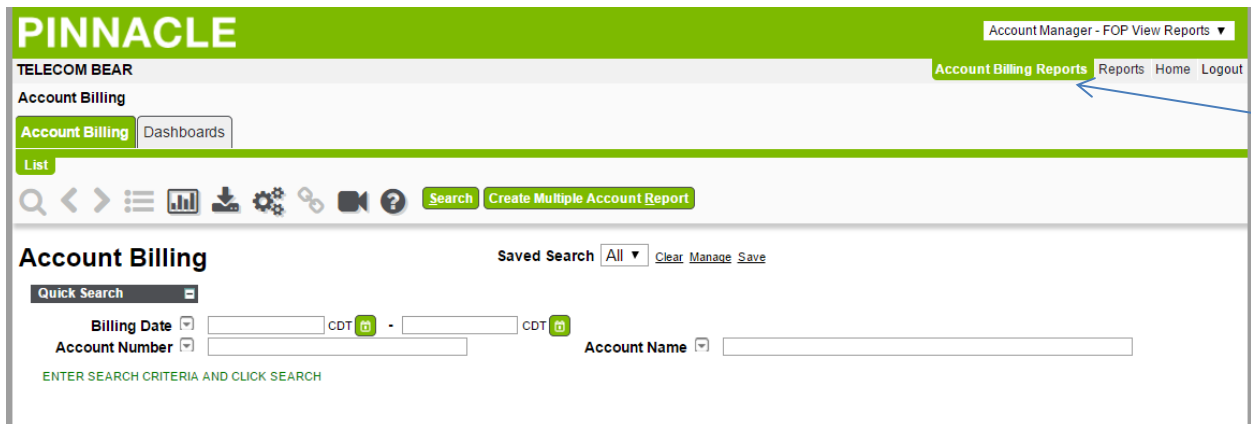 PINNACLE
Account Manager - FOP View Reports ▼
TELECOM BEAR
Account Billing Reports Reports Home Logout
Account Billing
Account Billing Dashboards
List
Search Create Multiple Account Report
Account Billing
Saved Search All ▼ Clear Manage Save
Quick Search
Billing Date CDT - CDT
Account Number Account Name
ENTER SEARCH CRITERIA AND CLICK SEARCH